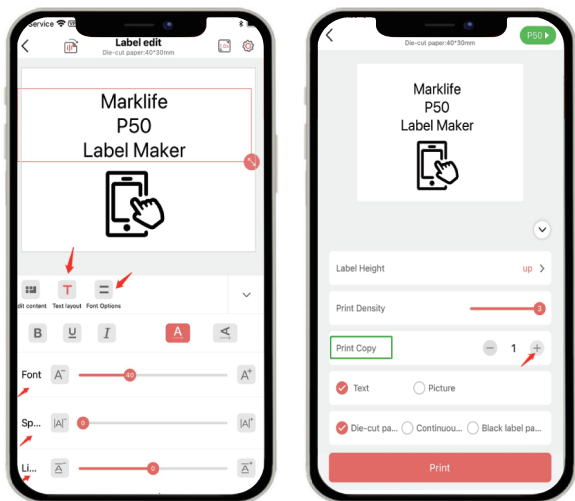 Service
Label edit
Die-cut paper:40*30mm
Marklife
P50
Label Maker
Text layout
Font Options
B U I A A
Font A- 40 A+
Sp... |A|- 0 |A|+
Li... A 0 A
Die-cut paper:40*30mm
P50
Marklife
P50
Label Maker
Label Height up
Print Density 3
Print Copy 1
Text Picture
Die-cut pa... Continuou... Black label pa...
Print